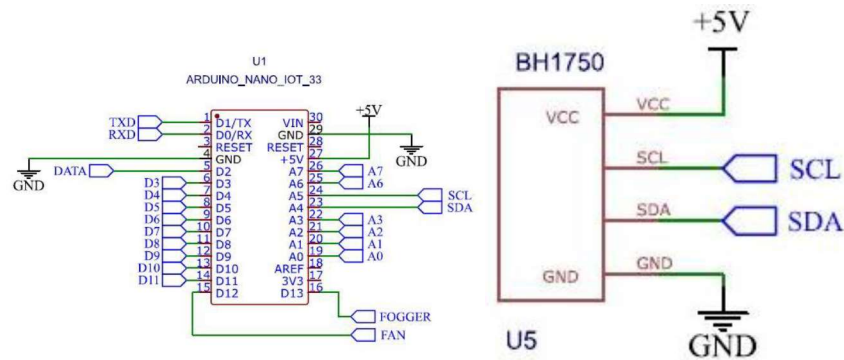 U1
ARDUINO_NANO_IOT_33
TXD 1 D1/TX VIN 30
RXD 2 D0/RX GND 29 +5V
3 RESET RESET 28
GND 4 GND +5V 27 GND
DATA 5 D2 A7 26 A7
D3 6 D3 A6 25 A6
D4 7 D4 A5 24 SCL
D5 8 D5 A4 23 SDA
D6 9 D6 A3 22 A3
D7 10 D7 A2 21 A2
D8 11 D8 A1 20 A1
D9 12 D9 A0 19 A0
D10 13 D10 AREF 18
D11 14 D11 3V3 17
15 D12 D13 16
FOGGER
FAN
+5V
BH1750
VCC VCC
SCL SCL SCL
SDA SDA SDA
GND GND
U5
GND